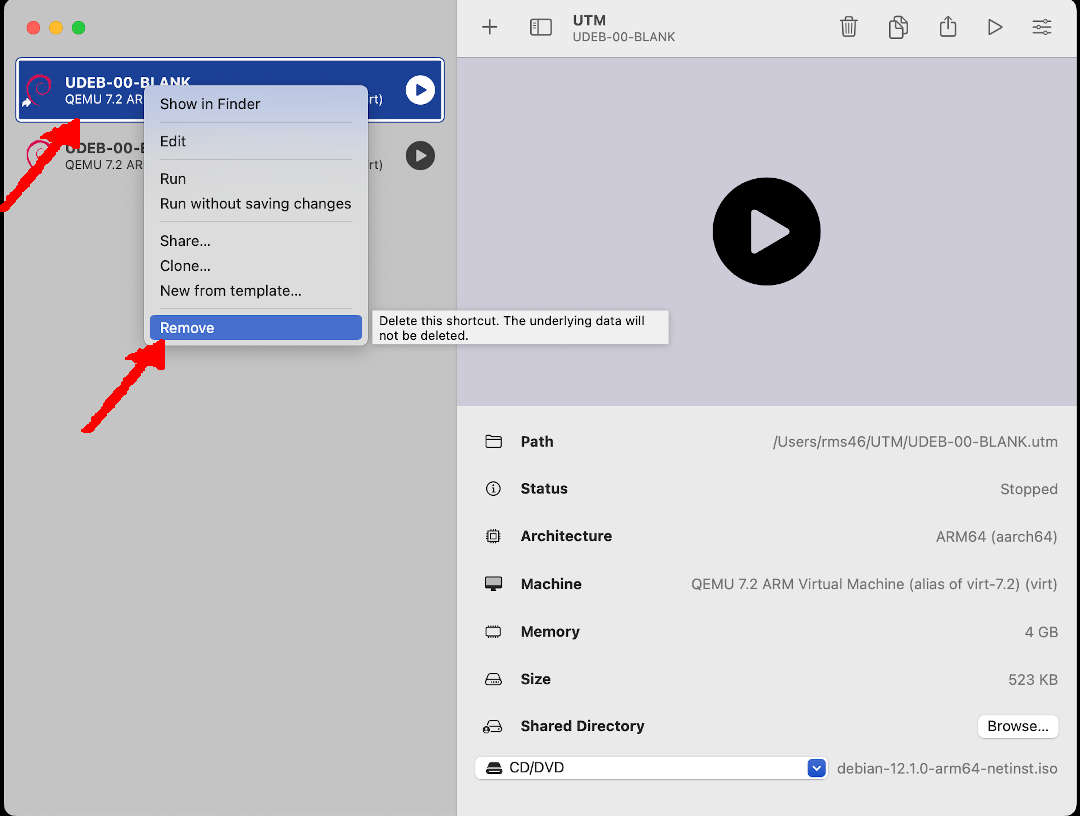 UTM
UDEB-00-BLANK
UDEB-00-BLANK
QEMU 7.2 AR
rt)
UDEB-00-
QEMU 7.2 AR
rt)
Show in Finder
Edit
Run
Run without saving changes
Share...
Clone...
New from template...
Remove
Delete this shortcut. The underlying data will
not be deleted.
Path /Users/rms46/UTM/UDEB-00-BLANK.utm
Status Stopped
Architecture ARM64 (aarch64)
Machine QEMU 7.2 ARM Virtual Machine (alias of virt-7.2) (virt)
Memory 4 GB
Size 523 KB
Shared Directory Browse...
CD/DVD debian-12.1.0-arm64-netinst.iso